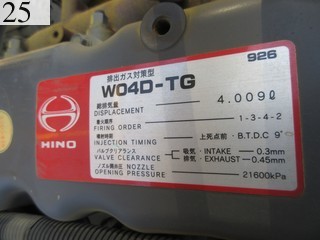 25
926
排出ガス対策型
W04D-TG
HINO
総排気量
DISPLACEMENT 4.009ℓ
着火順序
FIRING ORDER 1-3-4-2
噴射時期
INJECTION TIMING 上死点前・B.T.D.C 9°
バルブクリアランス
VALVE CLEARANCE 吸気・INTAKE 0.3mm
排気・EXHAUST 0.45mm
ノズル開弁圧 NOZZLE
OPENING PRESSURE 21600kPa